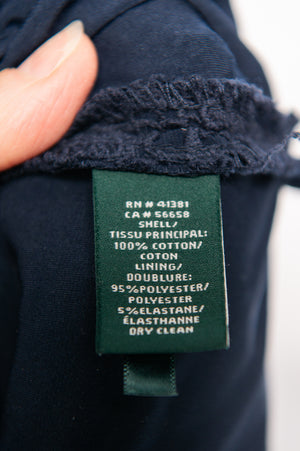 RN # 41381
CA # 56658
SHELL/
TISSU PRINCIPAL:
100% COTTON/
COTON
LINING/
DOUBLURE:
95%POLYESTER/
POLYESTER
5%ELASTANE/
ÉLASTHANNE
DRY CLEAN